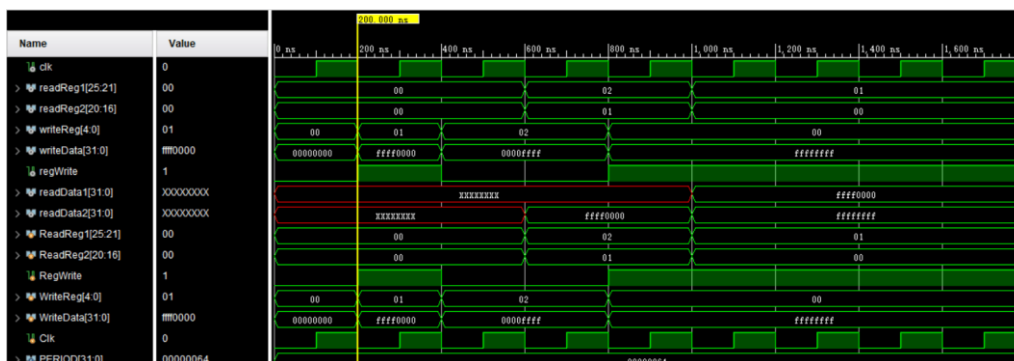 200.000 ns
Name Value
0 ns 200 ns 400 ns 600 ns 800 ns 1,000 ns 1,200 ns 1,400 ns 1,600 ns
clk 0
readReg1[25:21] 00 00 02 01
readReg2[20:16] 00 00 01 00
writeReg[4:0] 01 00 01 02 00
writeData[31:0] ffff0000 00000000 ffff0000 0000ffff ffffffff
regWrite 1
readData1[31:0] XXXXXXXX XXXXXXXX ffff0000
readData2[31:0] XXXXXXXX XXXXXXXX ffff0000 ffffffff
ReadReg1[25:21] 00 00 02 01
ReadReg2[20:16] 00 00 01 00
RegWrite 1
WriteReg[4:0] 01 00 01 02 00
WriteData[31:0] ffff0000 00000000 ffff0000 0000ffff ffffffff
Clk 0
PERIOD[31:0] 00000064 00000064